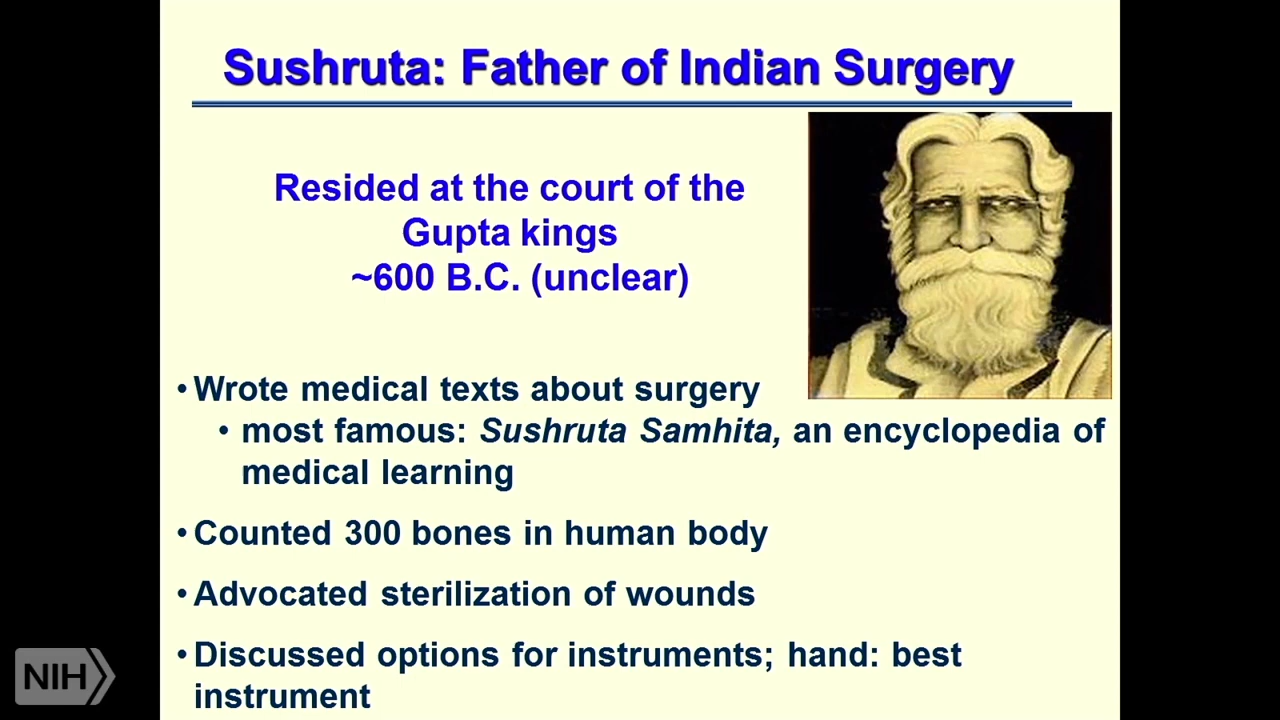 Sushruta: Father of Indian Surgery
Resided at the court of the
Gupta kings
~600 B.C. (unclear)
• Wrote medical texts about surgery
• most famous: Sushruta Samhita, an encyclopedia of
medical learning
• Counted 300 bones in human body
• Advocated sterilization of wounds
• Discussed options for instruments; hand: best
instrument
NIH